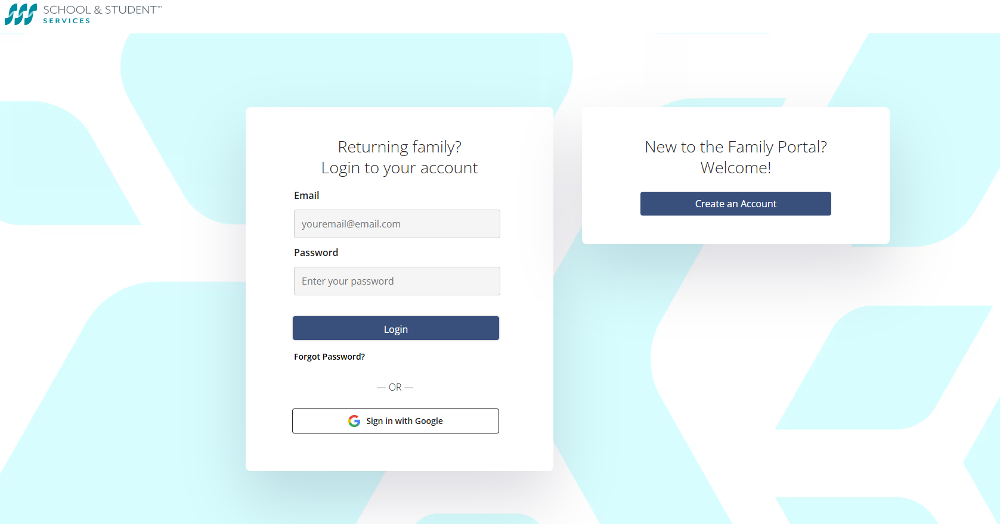 SCHOOL & STUDENT™
SERVICES
Returning family?
Login to your account
Email
youremail@email.com
Password
Enter your password
Login
Forgot Password?
— OR —
Sign in with Google
New to the Family Portal?
Welcome!
Create an Account